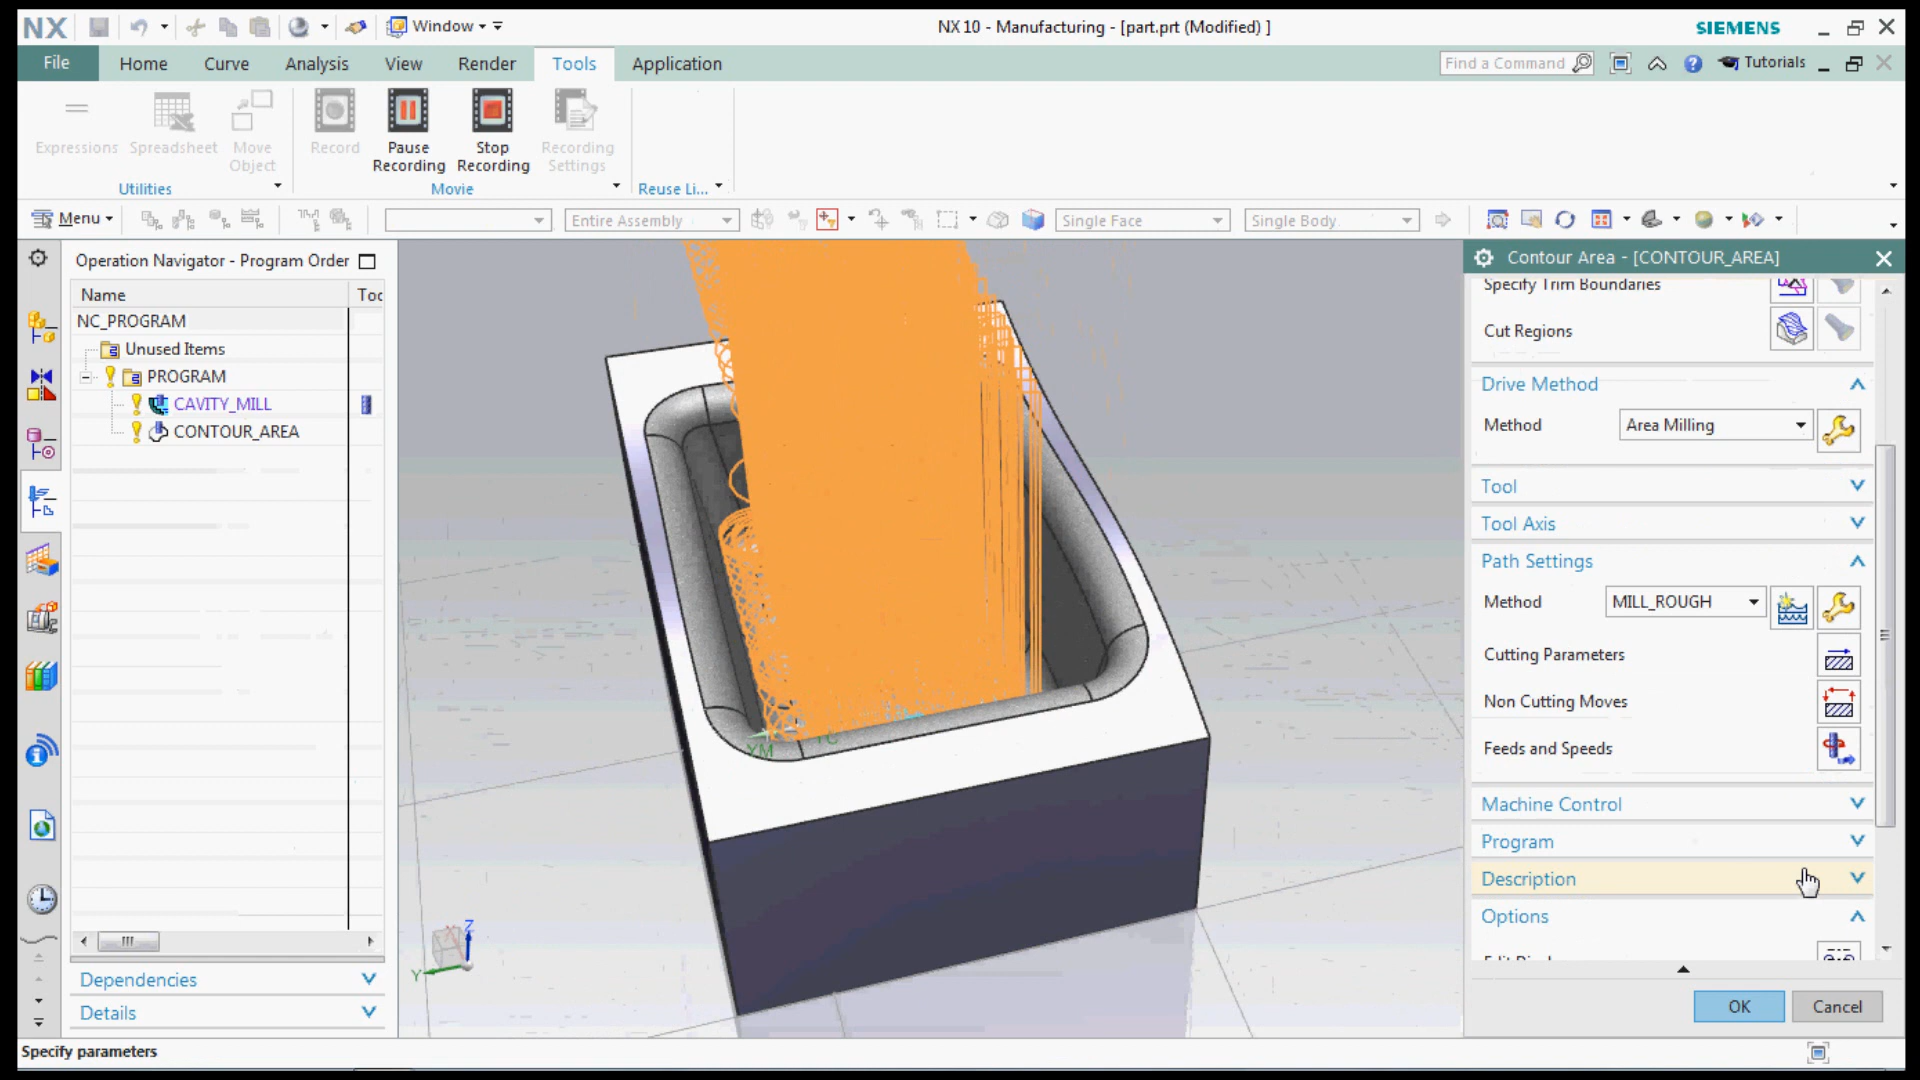 NX Window NX 10 - Manufacturing - [part.prt (Modified) ] SIEMENS
File Home Curve Analysis View Render Tools Application Find a Command Tutorials
Expressions Spreadsheet Move Object Record Pause Recording Stop Recording Recording Settings
Utilities Movie Reuse Li...
Menu Entire Assembly Single Face Single Body
Operation Navigator - Program Order
Name Toc
NC_PROGRAM
Unused Items
PROGRAM
CAVITY_MILL
CONTOUR_AREA
Dependencies
Details
YM YC
Z
Y
Contour Area - [CONTOUR_AREA]
Specify Trim Boundaries
Cut Regions
Drive Method
Method Area Milling
Tool
Tool Axis
Path Settings
Method MILL_ROUGH
Cutting Parameters
Non Cutting Moves
Feeds and Speeds
Machine Control
Program
Description
Options
OK Cancel
Specify parameters